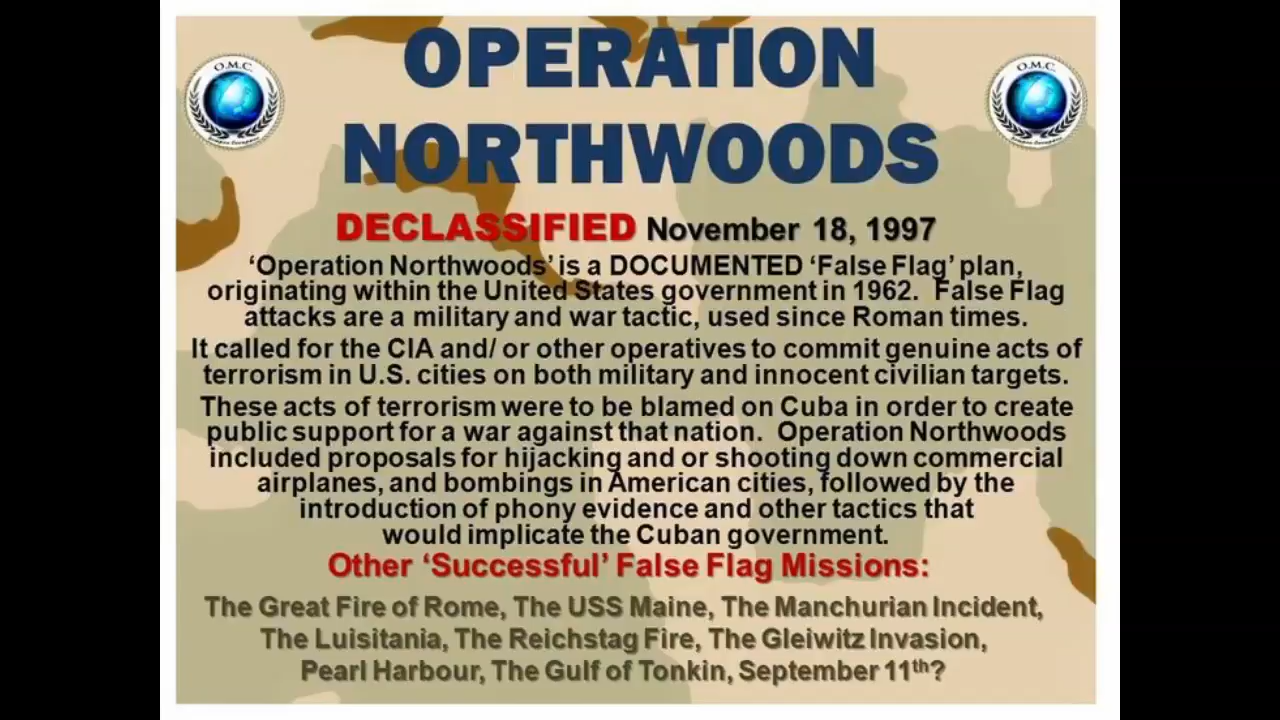 OPERATION
NORTHWOODS
O.M.C.
O.M.C.
DECLASSIFIED November 18, 1997
‘Operation Northwoods’ is a DOCUMENTED ‘False Flag’ plan,
originating within the United States government in 1962. False Flag
attacks are a military and war tactic, used since Roman times.
It called for the CIA and/ or other operatives to commit genuine acts of
terrorism in U.S. cities on both military and innocent civilian targets.
These acts of terrorism were to be blamed on Cuba in order to create
public support for a war against that nation. Operation Northwoods
included proposals for hijacking and or shooting down commercial
airplanes, and bombings in American cities, followed by the
introduction of phony evidence and other tactics that
would implicate the Cuban government.
Other ‘Successful’ False Flag Missions:
The Great Fire of Rome, The USS Maine, The Manchurian Incident,
The Luisitania, The Reichstag Fire, The Gleiwitz Invasion,
Pearl Harbour, The Gulf of Tonkin, September 11th?